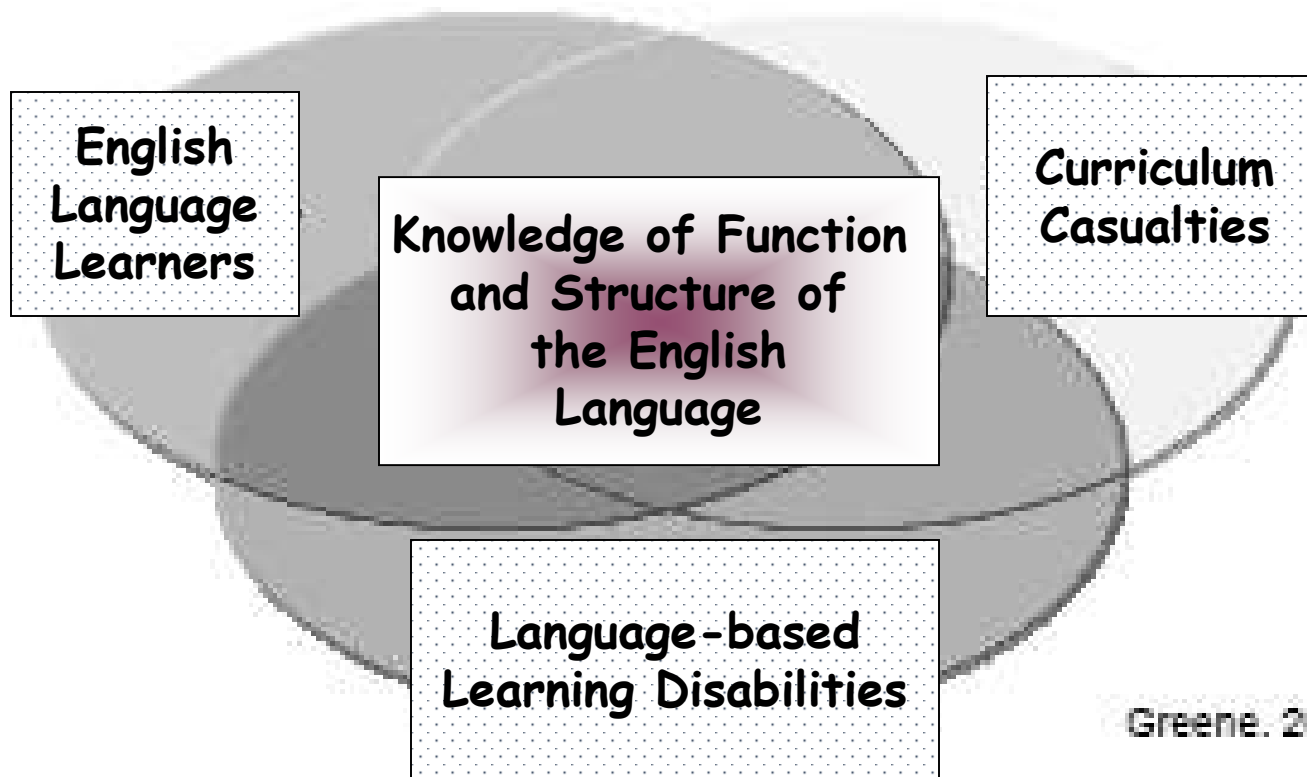 English
Language
Learners
Curriculum
Casualties
Knowledge of Function
and Structure of
the English
Language
Language-based
Learning Disabilities
Greene. 2